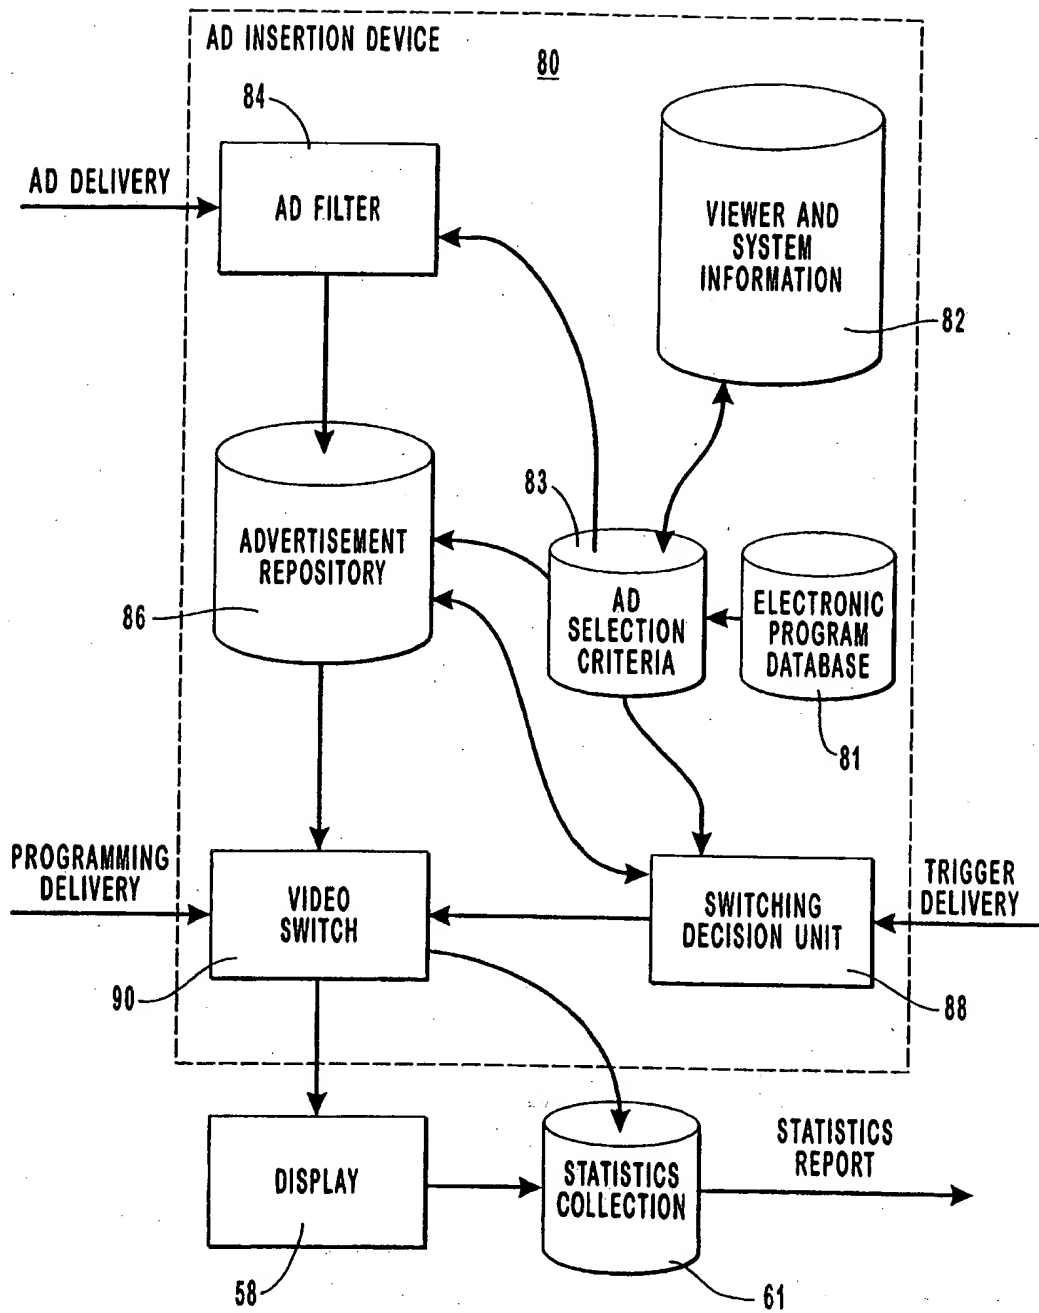 AD INSERTION DEVICE
80
84
AD DELIVERY
AD FILTER
VIEWER AND
SYSTEM
INFORMATION
82
83
ADVERTISEMENT
REPOSITORY
86
AD
SELECTION
CRITERIA
ELECTRONIC
PROGRAM
DATABASE
81
PROGRAMMING
DELIVERY
VIDEO
SWITCH
90
SWITCHING
DECISION UNIT
88
TRIGGER
DELIVERY
DISPLAY
58
STATISTICS
COLLECTION
61
STATISTICS
REPORT